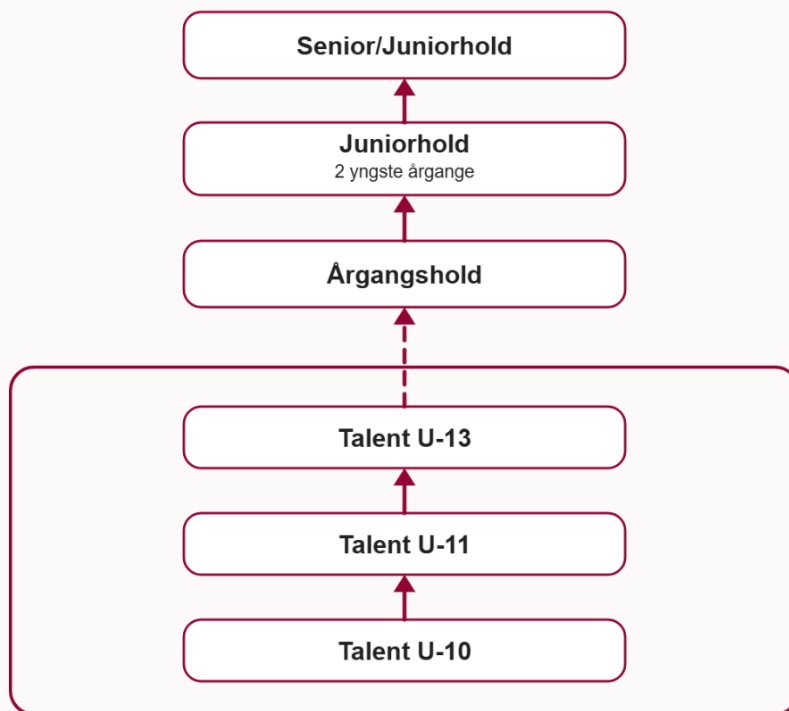 Senior/Juniorhold
Juniorhold
2 yngste årgange
Årgangshold
Talent U-13
Talent U-11
Talent U-10